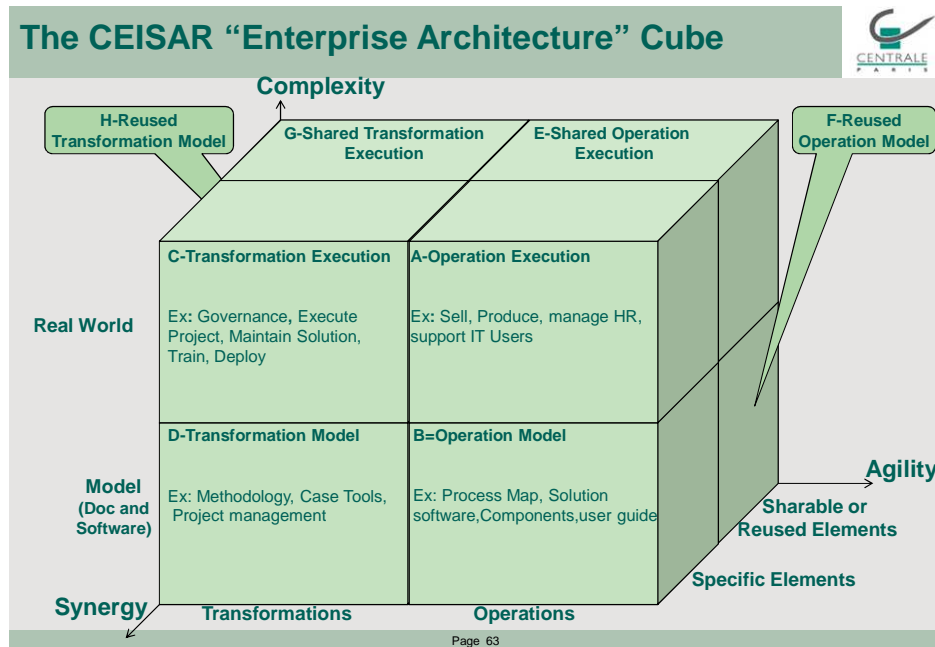 The CEISAR “Enterprise Architecture” Cube
CENTRALE
PARIS
Complexity
H-Reused
Transformation Model
G-Shared Transformation
Execution
E-Shared Operation
Execution
F-Reused
Operation Model
C-Transformation Execution
A-Operation Execution
Real World
Ex: Governance, Execute
Project, Maintain Solution,
Train, Deploy
Ex: Sell, Produce, manage HR,
support IT Users
D-Transformation Model
B=Operation Model
Model
(Doc and
Software)
Ex: Methodology, Case Tools,
Project management
Ex: Process Map, Solution
software,Components,user guide
Agility
Sharable or
Reused Elements
Specific Elements
Synergy
Transformations
Operations
Page 63